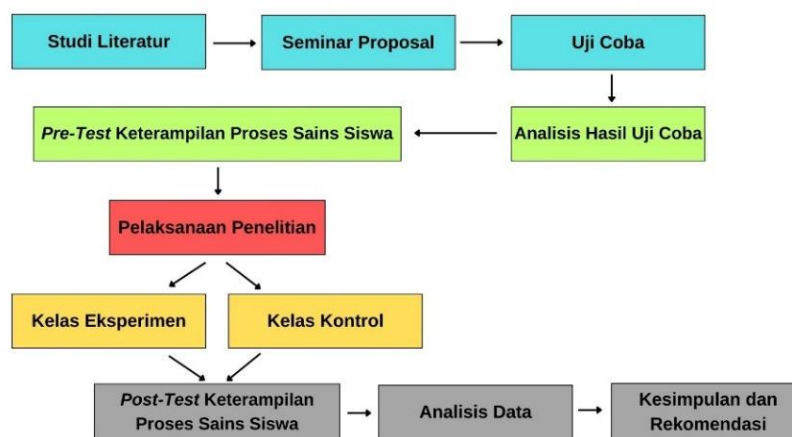 Studi Literatur
Seminar Proposal
Uji Coba
Pre-Test Keterampilan Proses Sains Siswa
Analisis Hasil Uji Coba
Pelaksanaan Penelitian
Kelas Eksperimen
Kelas Kontrol
Post-Test Keterampilan
Proses Sains Siswa
Analisis Data
Kesimpulan dan
Rekomendasi